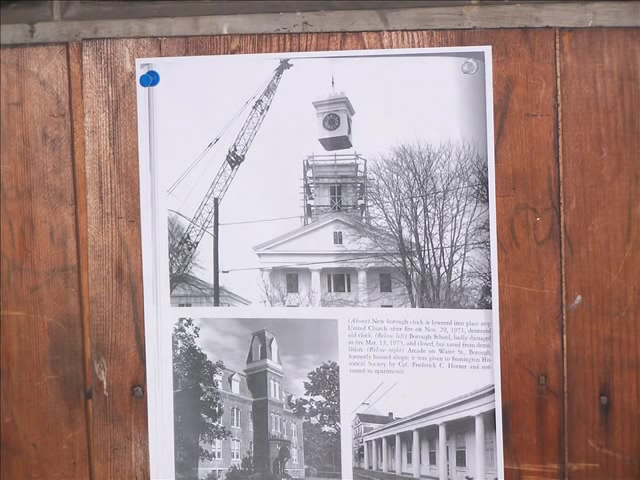 (Above) New borough clock is lowered into place atop
United Church after fire on Nov. 20, 1971, destroyed
old clock. (Below left) Borough School, badly damaged
in fire Mar. 13, 1973, and closed, but saved from demo-
lition. (Below right) Arcade on Water St., Borough,
formerly housed shops; it was given to Stonington His-
torical Society by Col. Frederick C. Horner and con-
verted to apartments.